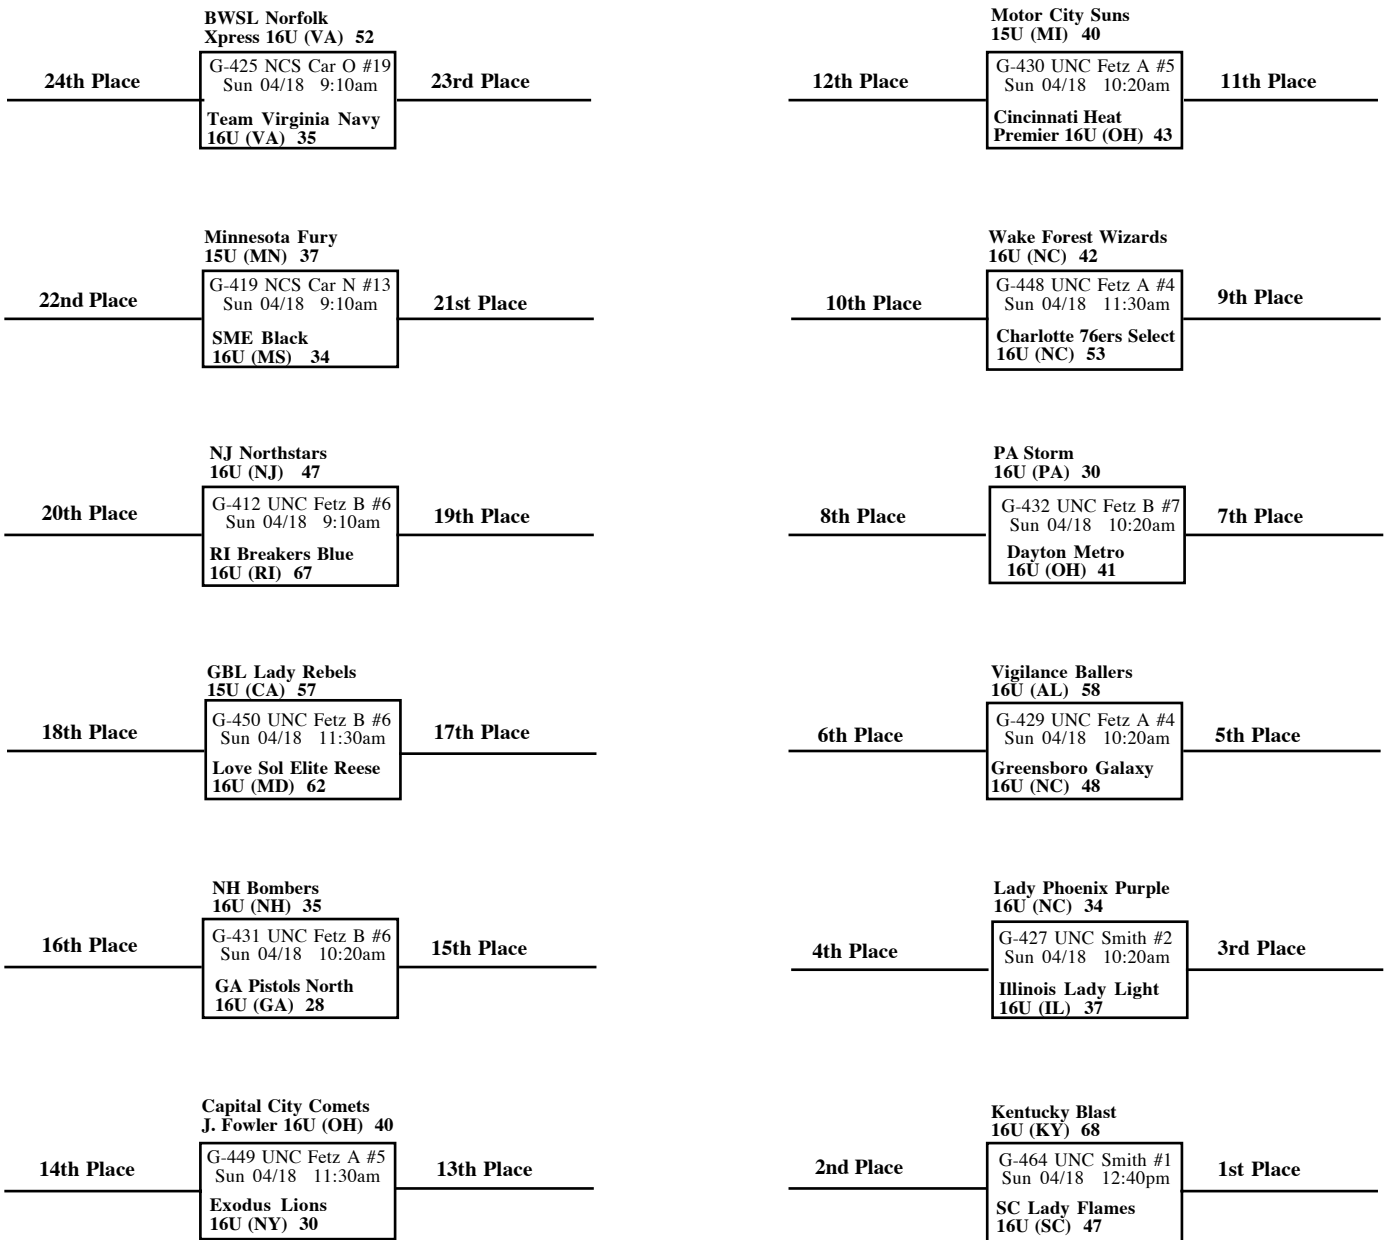 BWSL Norfolk
Xpress 16U (VA) 52
24th Place
G-425 NCS Car O #19
Sun 04/18 9:10am
23rd Place
Team Virginia Navy
16U (VA) 35
Minnesota Fury
15U (MN) 37
22nd Place
G-419 NCS Car N #13
Sun 04/18 9:10am
21st Place
SME Black
16U (MS) 34
NJ Northstars
16U (NJ) 47
20th Place
G-412 UNC Fetz B #6
Sun 04/18 9:10am
19th Place
RI Breakers Blue
16U (RI) 67
GBL Lady Rebels
15U (CA) 57
18th Place
G-450 UNC Fetz B #6
Sun 04/18 11:30am
17th Place
Love Sol Elite Reese
16U (MD) 62
NH Bombers
16U (NH) 35
16th Place
G-431 UNC Fetz B #6
Sun 04/18 10:20am
15th Place
GA Pistols North
16U (GA) 28
Capital City Comets
J. Fowler 16U (OH) 40
14th Place
G-449 UNC Fetz A #5
Sun 04/18 11:30am
13th Place
Exodus Lions
16U (NY) 30
Motor City Suns
15U (MI) 40
12th Place
G-430 UNC Fetz A #5
Sun 04/18 10:20am
11th Place
Cincinnati Heat
Premier 16U (OH) 43
Wake Forest Wizards
16U (NC) 42
10th Place
G-448 UNC Fetz A #4
Sun 04/18 11:30am
9th Place
Charlotte 76ers Select
16U (NC) 53
PA Storm
16U (PA) 30
8th Place
G-432 UNC Fetz B #7
Sun 04/18 10:20am
7th Place
Dayton Metro
16U (OH) 41
Vigilance Ballers
16U (AL) 58
6th Place
G-429 UNC Fetz A #4
Sun 04/18 10:20am
5th Place
Greensboro Galaxy
16U (NC) 48
Lady Phoenix Purple
16U (NC) 34
4th Place
G-427 UNC Smith #2
Sun 04/18 10:20am
3rd Place
Illinois Lady Light
16U (IL) 37
Kentucky Blast
16U (KY) 68
2nd Place
G-464 UNC Smith #1
Sun 04/18 12:40pm
1st Place
SC Lady Flames
16U (SC) 47